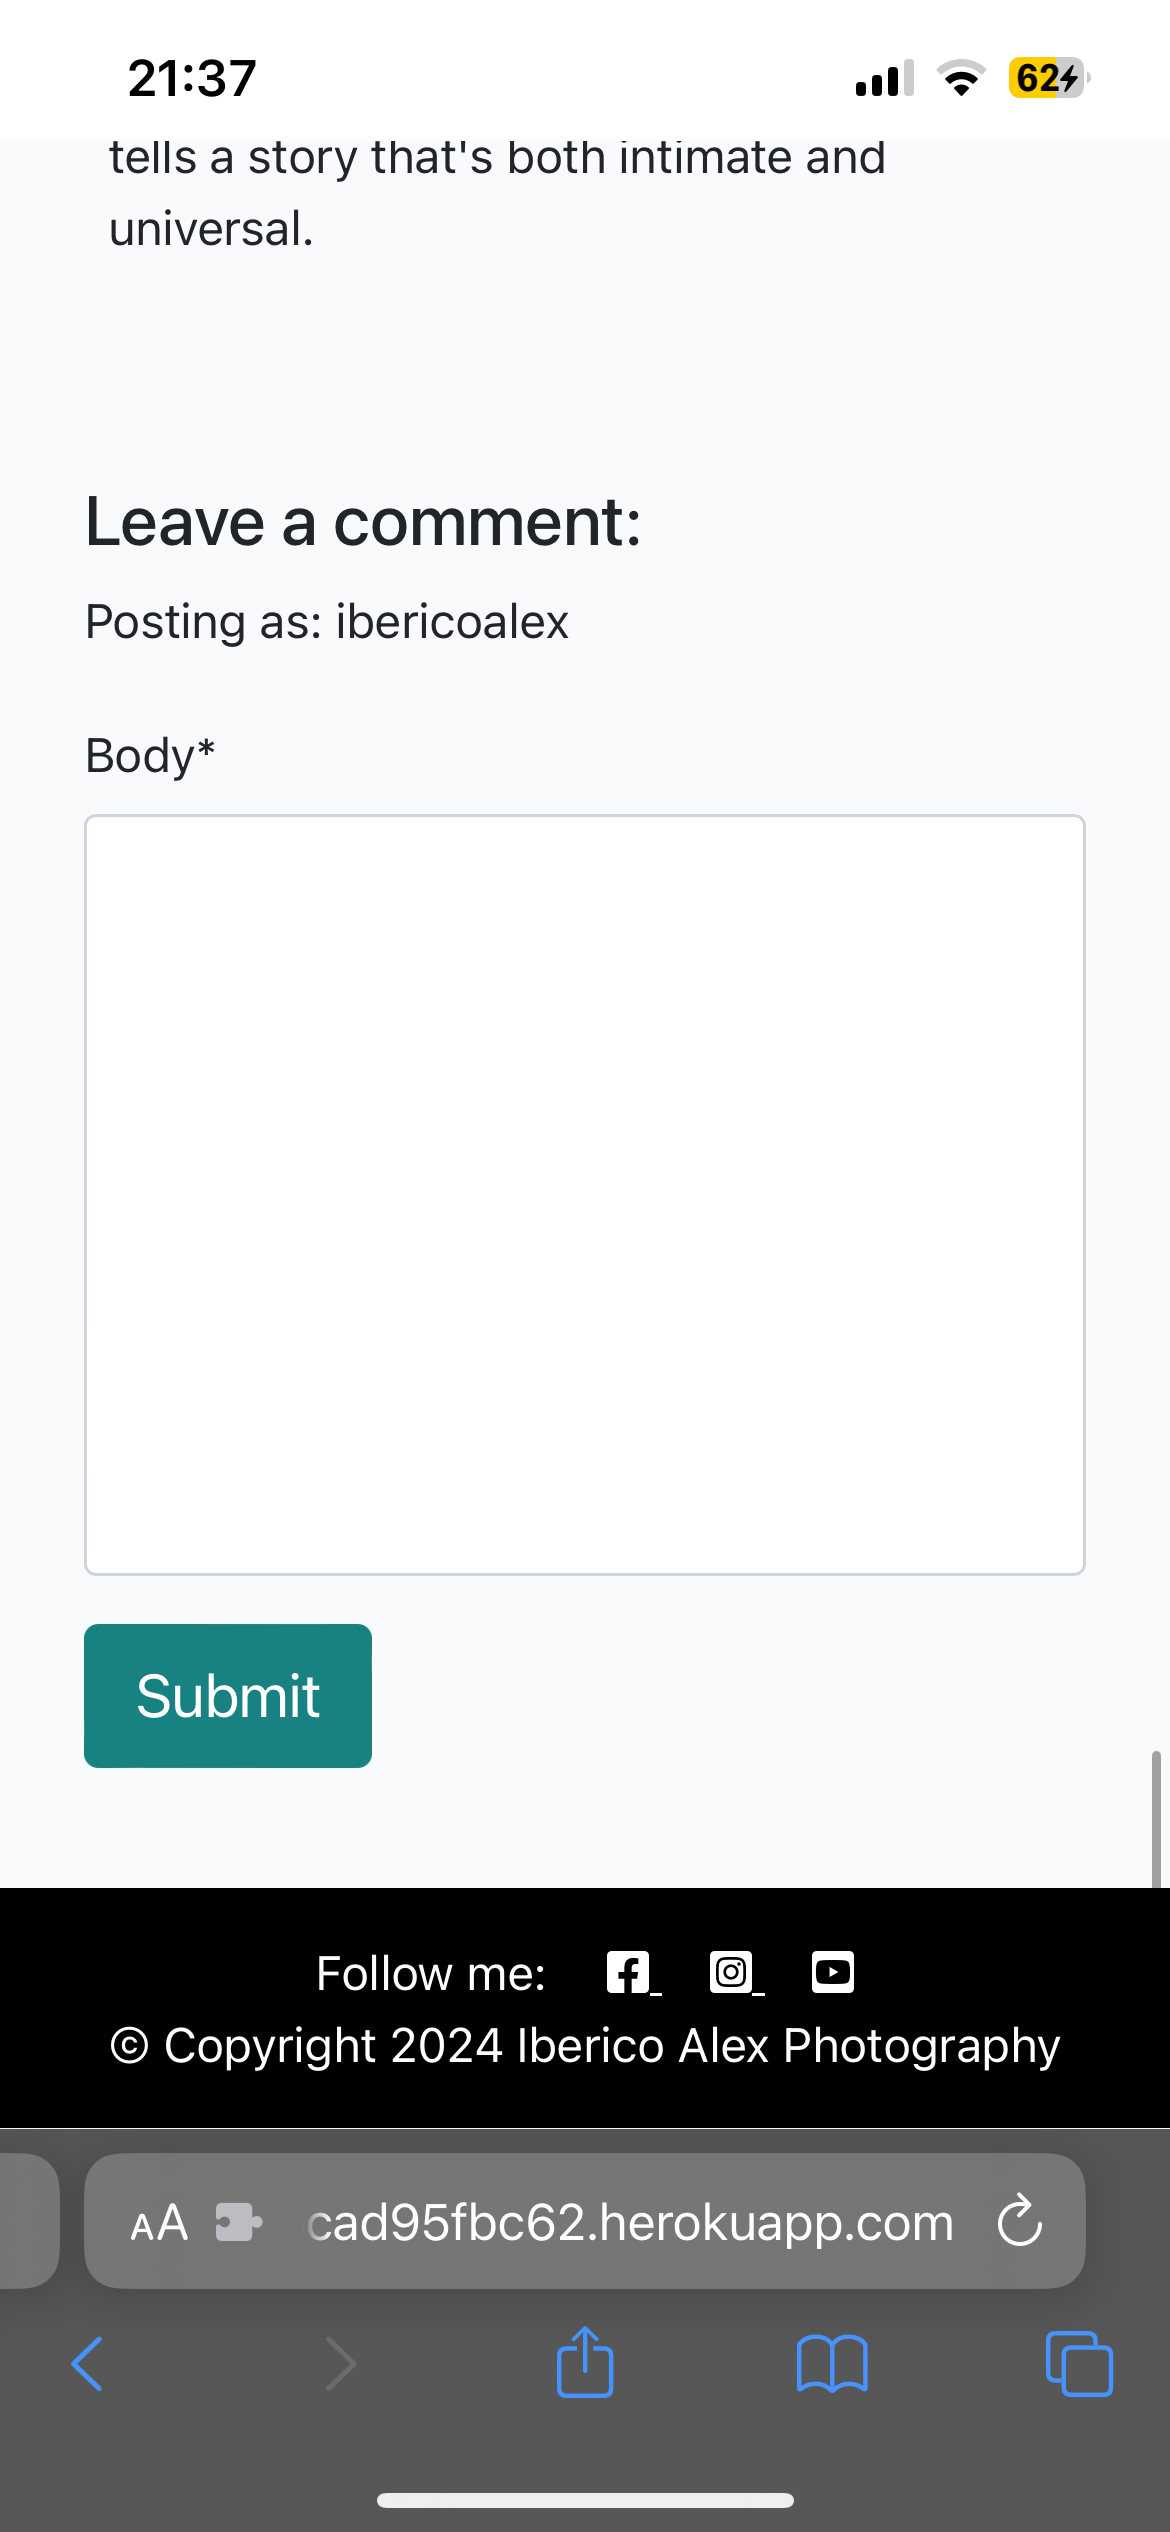 21:37
62
tells a story that's both intimate and
universal.
Leave a comment:
Posting as: ibericoalex
Body*
Submit
Follow me:
© Copyright 2024 Iberico Alex Photography
AA cad95fbc62.herokuapp.com